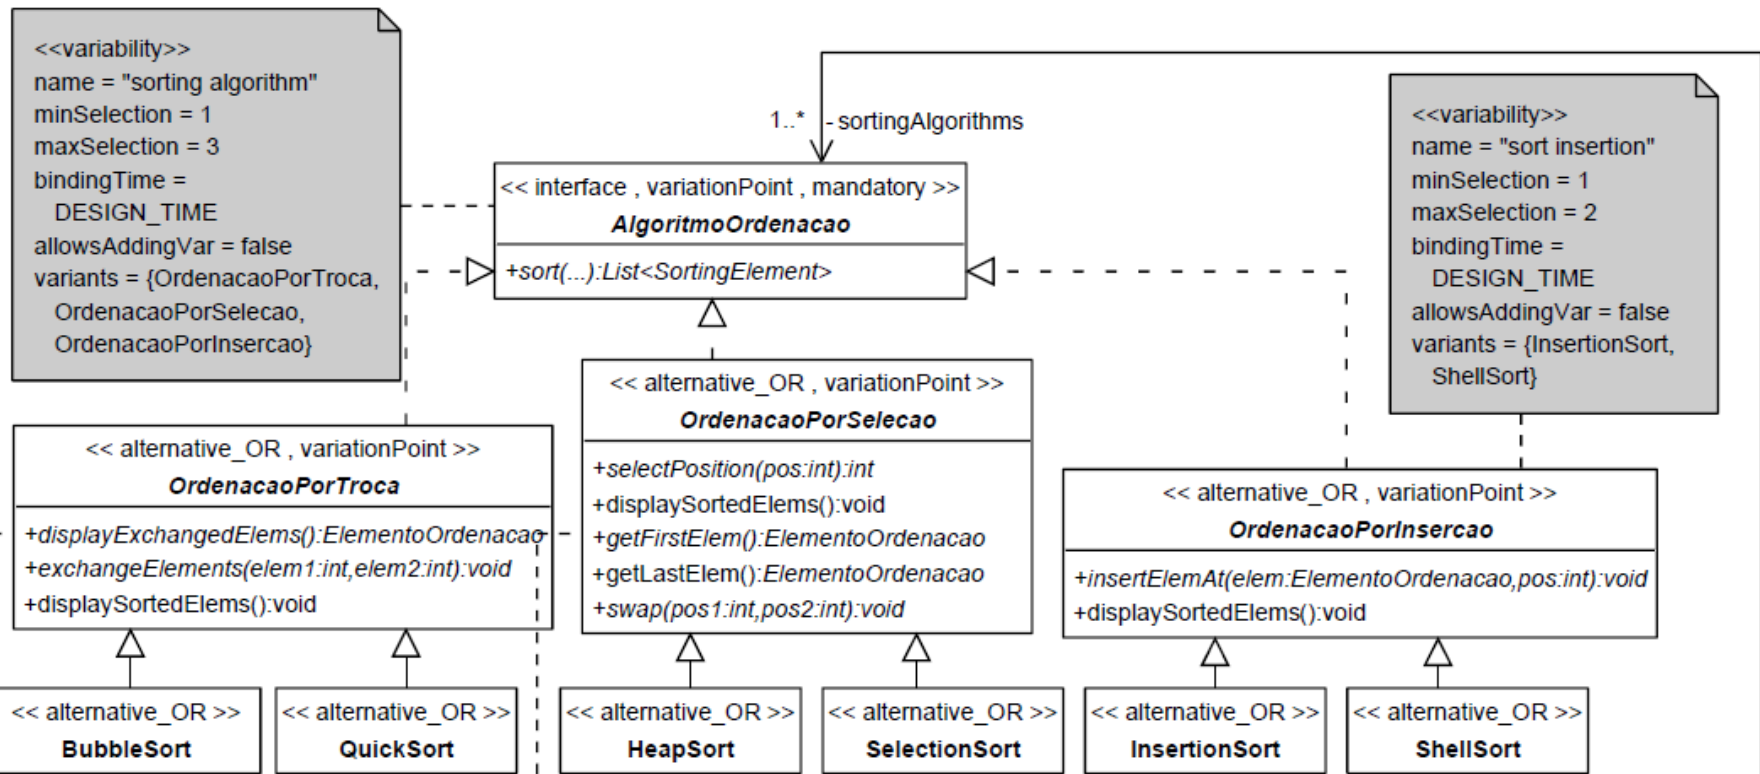 <<variability>>
name = "sorting algorithm"
minSelection = 1
maxSelection = 3
bindingTime =
DESIGN_TIME
allowsAddingVar = false
variants = {OrdenacaoPorTroca,
OrdenacaoPorSelecao,
OrdenacaoPorInsercao}
1..* - sortingAlgorithms
<< interface , variationPoint , mandatory >>
AlgoritmoOrdenacao
+sort(...):List<SortingElement>
<<variability>>
name = "sort insertion"
minSelection = 1
maxSelection = 2
bindingTime =
DESIGN_TIME
allowsAddingVar = false
variants = {InsertionSort,
ShellSort}
<< alternative_OR , variationPoint >>
OrdenacaoPorTroca
+displayExchangedElems():ElementoOrdenacao
+exchangeElements(elem1:int,elem2:int):void
+displaySortedElems():void
<< alternative_OR , variationPoint >>
OrdenacaoPorSelecao
+selectPosition(pos:int):int
+displaySortedElems():void
+getFirstElem():ElementoOrdenacao
+getLastElem():ElementoOrdenacao
+swap(pos1:int,pos2:int):void
<< alternative_OR , variationPoint >>
OrdenacaoPorInsercao
+insertElemAt(elem:ElementoOrdenacao,pos:int):void
+displaySortedElems():void
<< alternative_OR >>
BubbleSort
<< alternative_OR >>
QuickSort
<< alternative_OR >>
HeapSort
<< alternative_OR >>
SelectionSort
<< alternative_OR >>
InsertionSort
<< alternative_OR >>
ShellSort